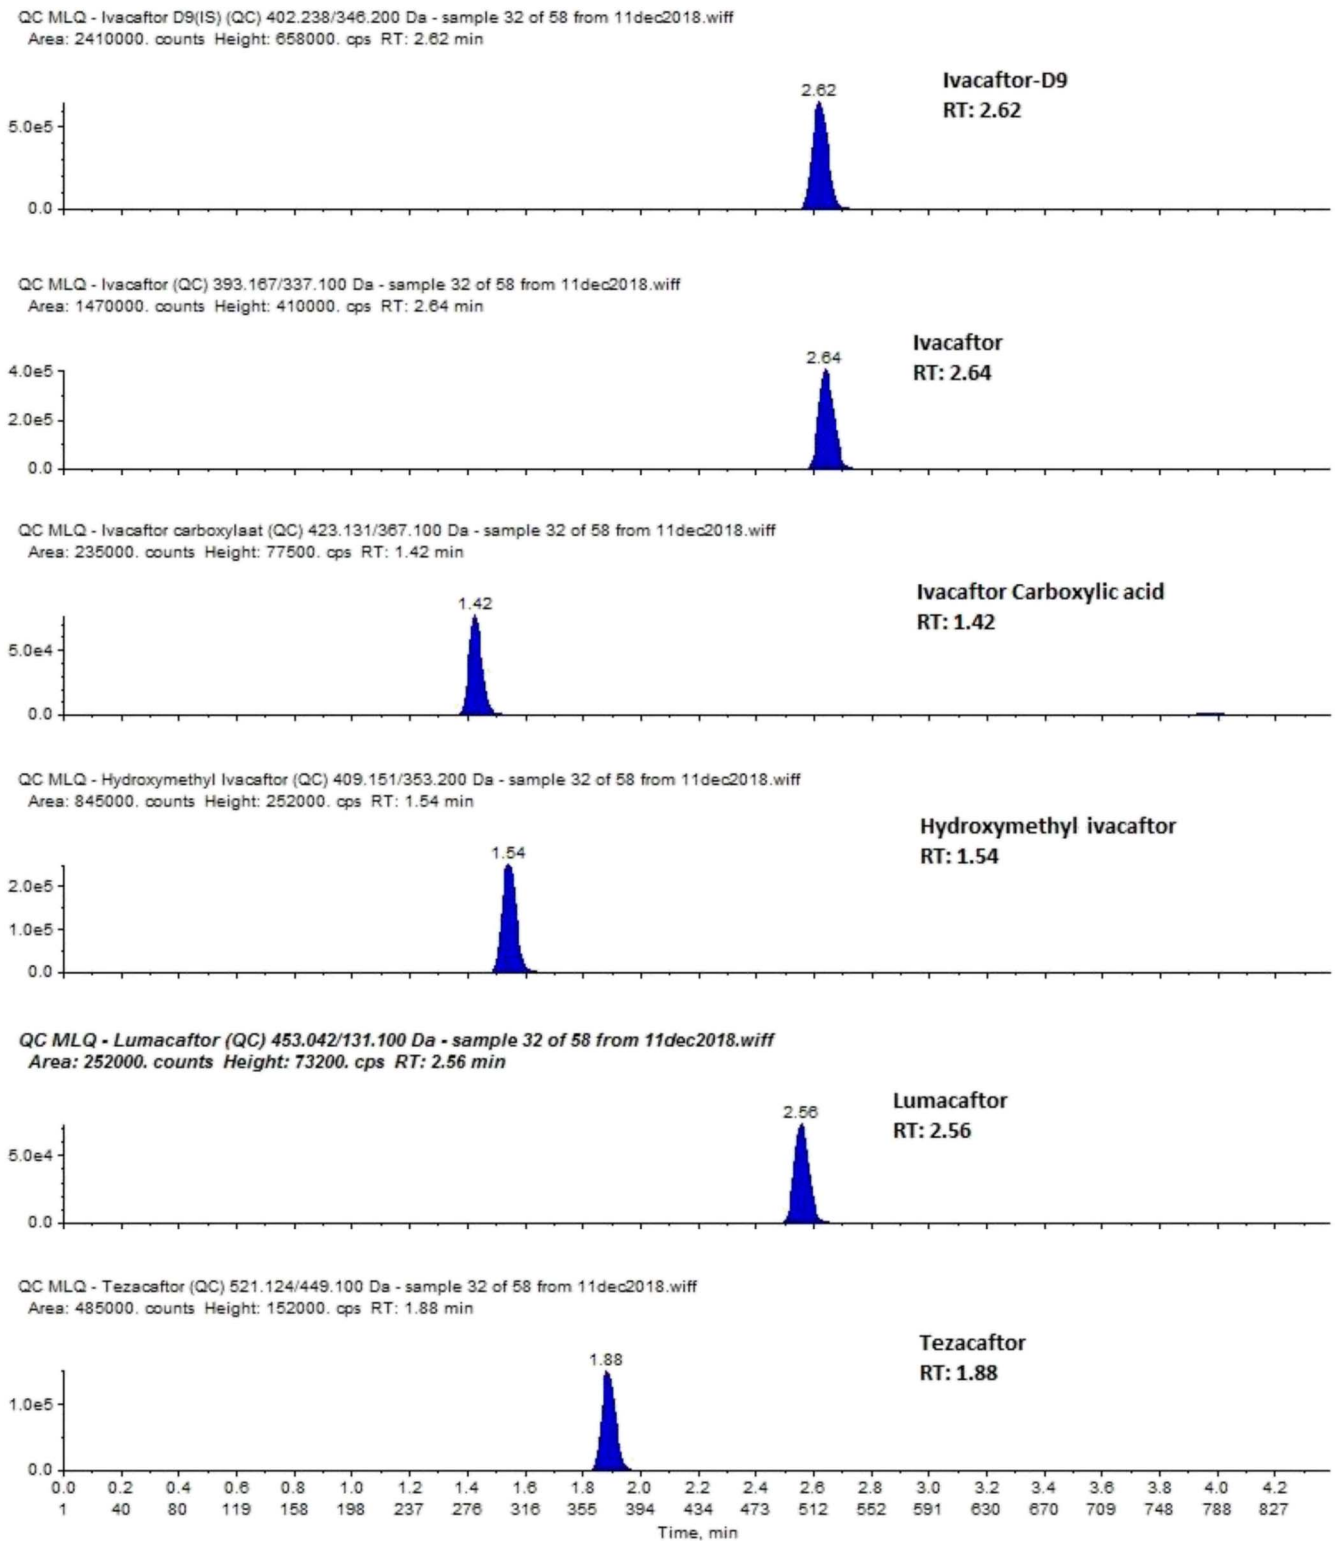 QC MLQ - Ivacaftor D9(IS) (QC) 402.238/346.200 Da - sample 32 of 58 from 11dec2018.wiff
Area: 2410000. counts Height: 658000. cps RT: 2.62 min
Ivacaftor-D9
RT: 2.62
2.62
5.0e5
0.0
QC MLQ - Ivacaftor (QC) 393.167/337.100 Da - sample 32 of 58 from 11dec2018.wiff
Area: 1470000. counts Height: 410000. cps RT: 2.64 min
Ivacaftor
RT: 2.64
2.64
4.0e5
2.0e5
0.0
QC MLQ - Ivacaftor carboxylaat (QC) 423.131/367.100 Da - sample 32 of 58 from 11dec2018.wiff
Area: 235000. counts Height: 77500. cps RT: 1.42 min
Ivacaftor Carboxylic acid
RT: 1.42
1.42
5.0e4
0.0
QC MLQ - Hydroxymethyl Ivacaftor (QC) 409.151/353.200 Da - sample 32 of 58 from 11dec2018.wiff
Area: 845000. counts Height: 252000. cps RT: 1.54 min
Hydroxymethyl ivacaftor
RT: 1.54
1.54
2.0e5
1.0e5
0.0
QC MLQ - Lumacaftor (QC) 453.042/131.100 Da - sample 32 of 58 from 11dec2018.wiff
Area: 252000. counts Height: 73200. cps RT: 2.56 min
Lumacaftor
RT: 2.56
2.56
5.0e4
0.0
QC MLQ - Tezacaftor (QC) 521.124/449.100 Da - sample 32 of 58 from 11dec2018.wiff
Area: 485000. counts Height: 152000. cps RT: 1.88 min
Tezacaftor
RT: 1.88
1.88
1.0e5
0.0
0.0 0.2 0.4 0.6 0.8 1.0 1.2 1.4 1.6 1.8 2.0 2.2 2.4 2.6 2.8 3.0 3.2 3.4 3.6 3.8 4.0 4.2
1 40 80 119 158 198 237 276 316 355 394 434 473 512 552 591 630 670 709 748 788 827
Time, min